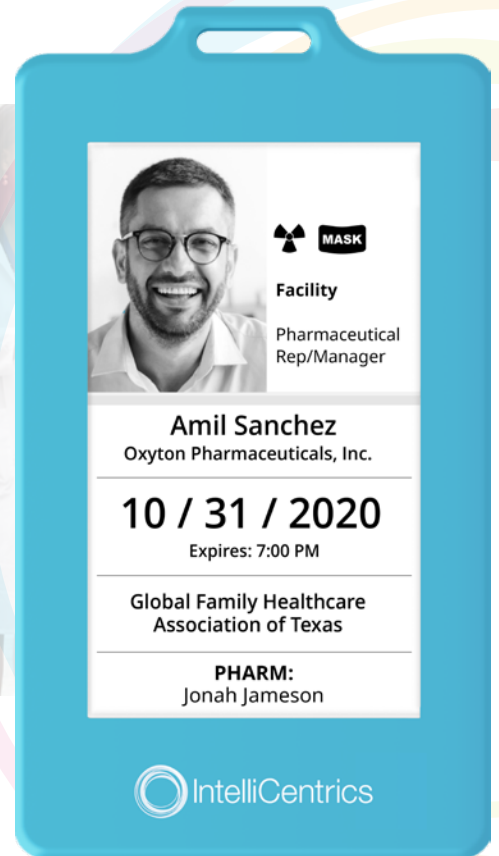 MASK
Facility
Pharmaceutical
Rep/Manager
Amil Sanchez
Oxyton Pharmaceuticals, Inc.
10 / 31 / 2020
Expires: 7:00 PM
Global Family Healthcare
Association of Texas
PHARM:
Jonah Jameson
IntelliCentrics